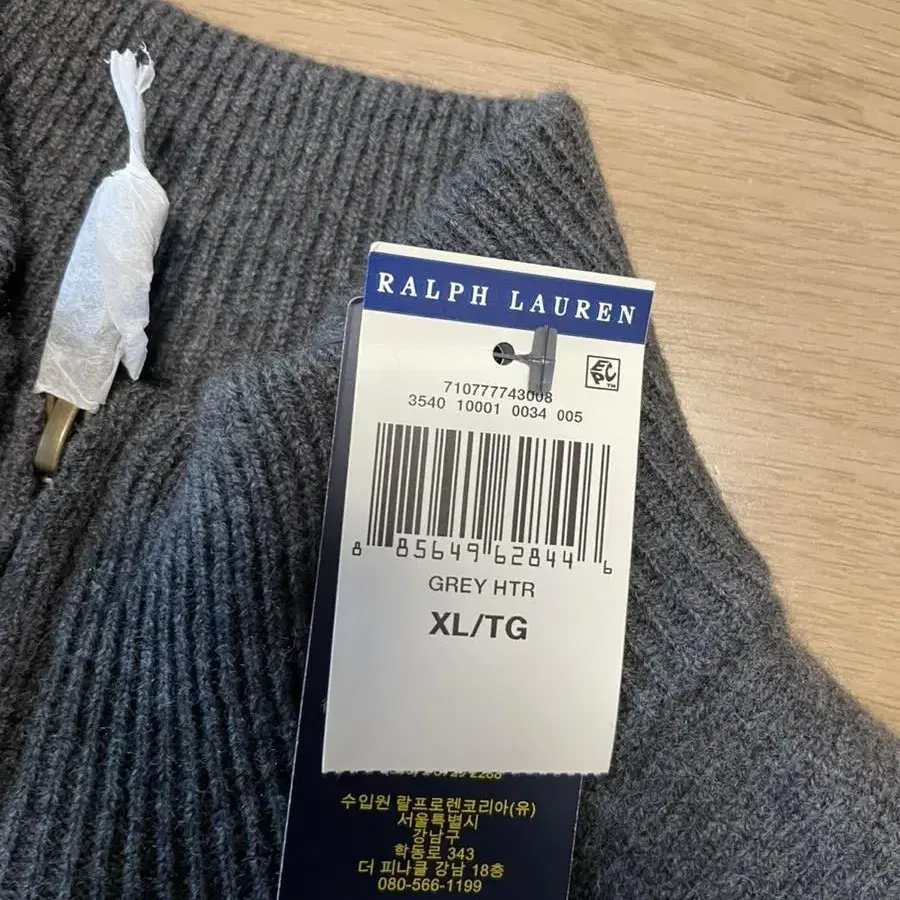 RALPH LAUREN
EPC™
710777743008
3540 10001 0034 005
8 85649 62844 6
GREY HTR
XL/TG
수입원 랄프로렌코리아(유)
서울특별시
강남구
학동로 343
더 피나클 강남 18층
080-566-1199